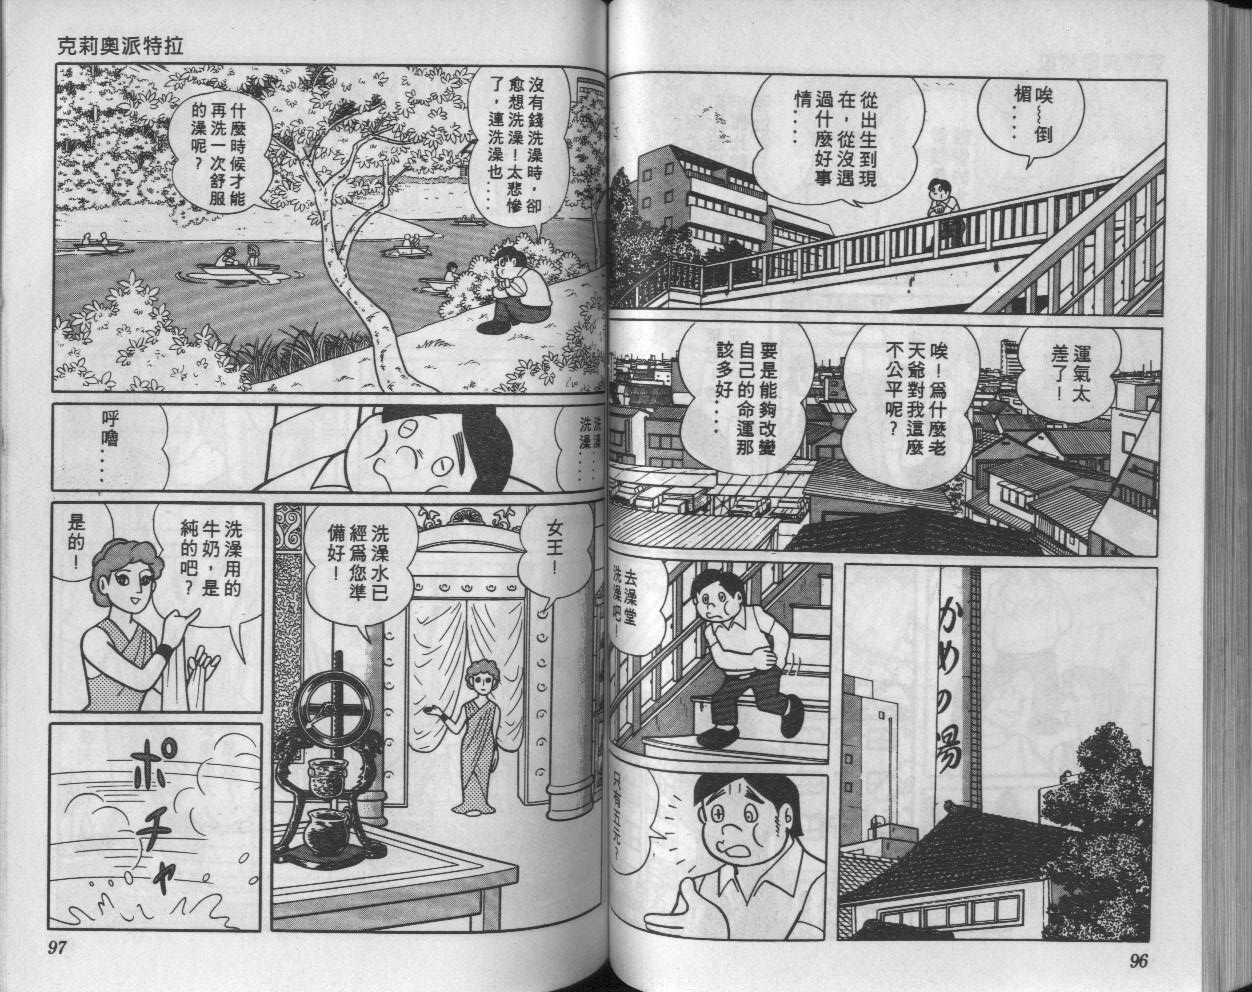 唉～倒
楣‥‥
從出生到現
在，從沒遇
過什麼好事
情‥‥
運氣太
差了！
唉！爲什麼老
天爺對我這麼
不公平呢？
要是能夠改變
自己的命運那
該多好‥‥
かめの湯
去澡堂
洗澡吧！
只有五元！
96
克莉奧派特拉
沒有錢洗澡時，卻
愈想洗澡！太悲慘
了，連洗澡也‥‥
什麼時候才能
再洗一次舒服
的澡呢？
洗澡‥‥
洗澡‥‥
呼嚕‥‥
女王！
洗澡水已
經爲您準
備好！
洗澡用的
牛奶，是
純的吧？
是的！
ポチャ
97